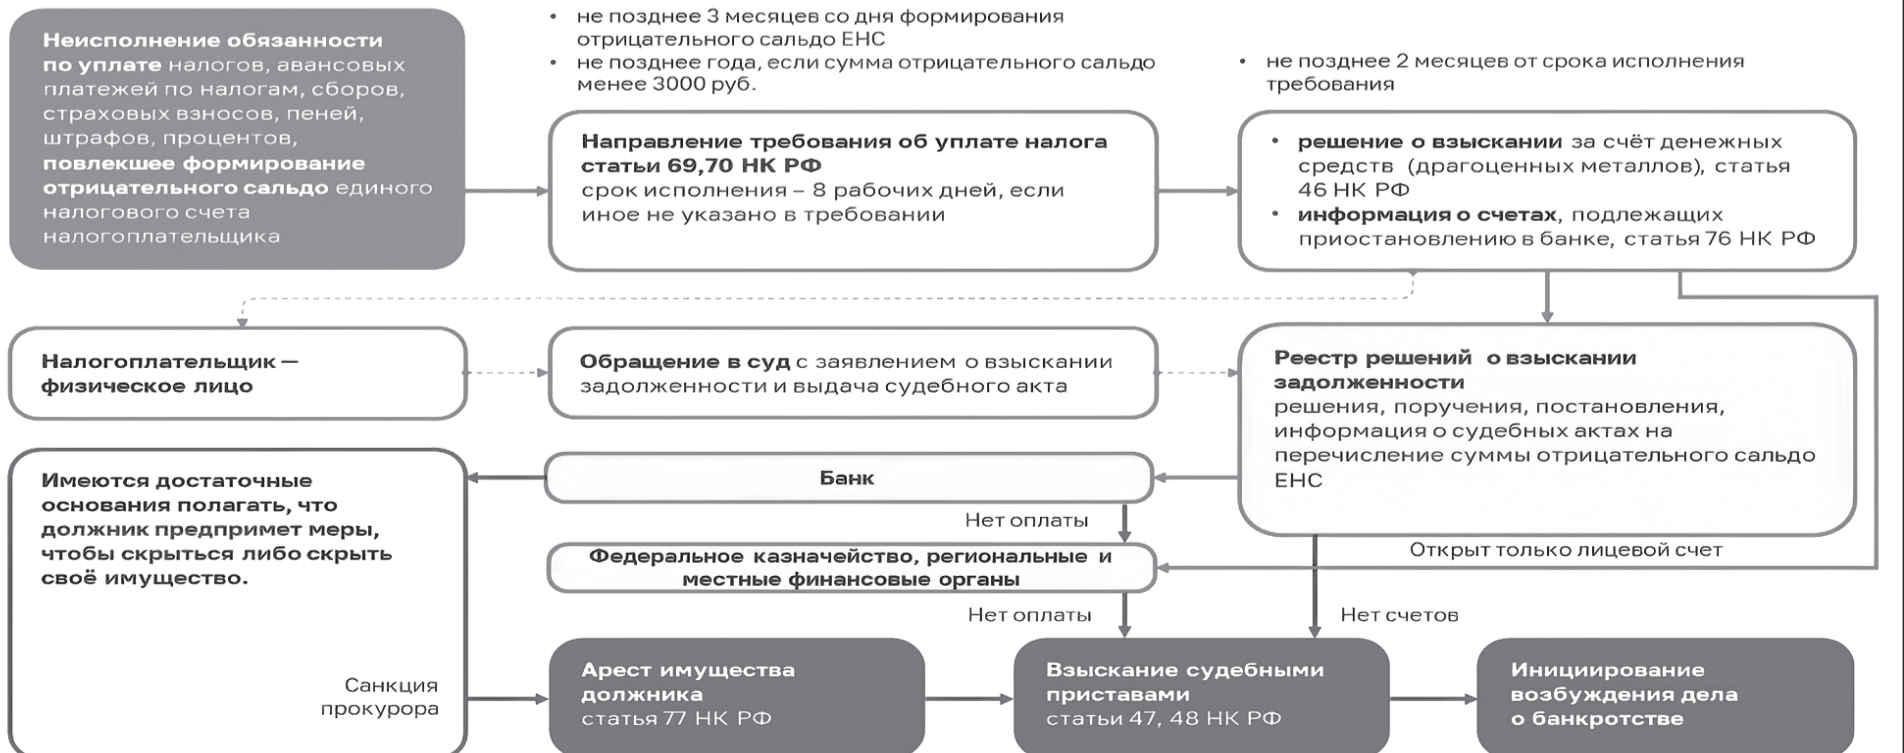 Неисполнение обязанности
по уплате налогов, авансовых
платежей по налогам, сборов,
страховых взносов, пеней,
штрафов, процентов,
повлекшее формирование
отрицательного сальдо единого
налогового счета
налогоплательщика
• не позднее 3 месяцев со дня формирования
отрицательного сальдо ЕНС
• не позднее года, если сумма отрицательного сальдо
менее 3000 руб.
Направление требования об уплате налога
статьи 69,70 НК РФ
срок исполнения – 8 рабочих дней, если
иное не указано в требовании
• не позднее 2 месяцев от срока исполнения
требования
• решение о взыскании за счёт денежных
средств (драгоценных металлов), статья
46 НК РФ
• информация о счетах, подлежащих
приостановлению в банке, статья 76 НК РФ
Налогоплательщик —
физическое лицо
Обращение в суд с заявлением о взыскании
задолженности и выдача судебного акта
Реестр решений о взыскании
задолженности
решения, поручения, постановления,
информация о судебных актах на
перечисление суммы отрицательного сальдо
ЕНС
Имеются достаточные
основания полагать, что
должник предпримет меры,
чтобы скрыться либо скрыть
своё имущество.
Санкция
прокурора
Банк
Нет оплаты
Федеральное казначейство, региональные и
местные финансовые органы
Открыт только лицевой счет
Нет оплаты
Нет счетов
Арест имущества
должника
статья 77 НК РФ
Взыскание судебными
приставами
статьи 47, 48 НК РФ
Инициирование
возбуждения дела
о банкротстве